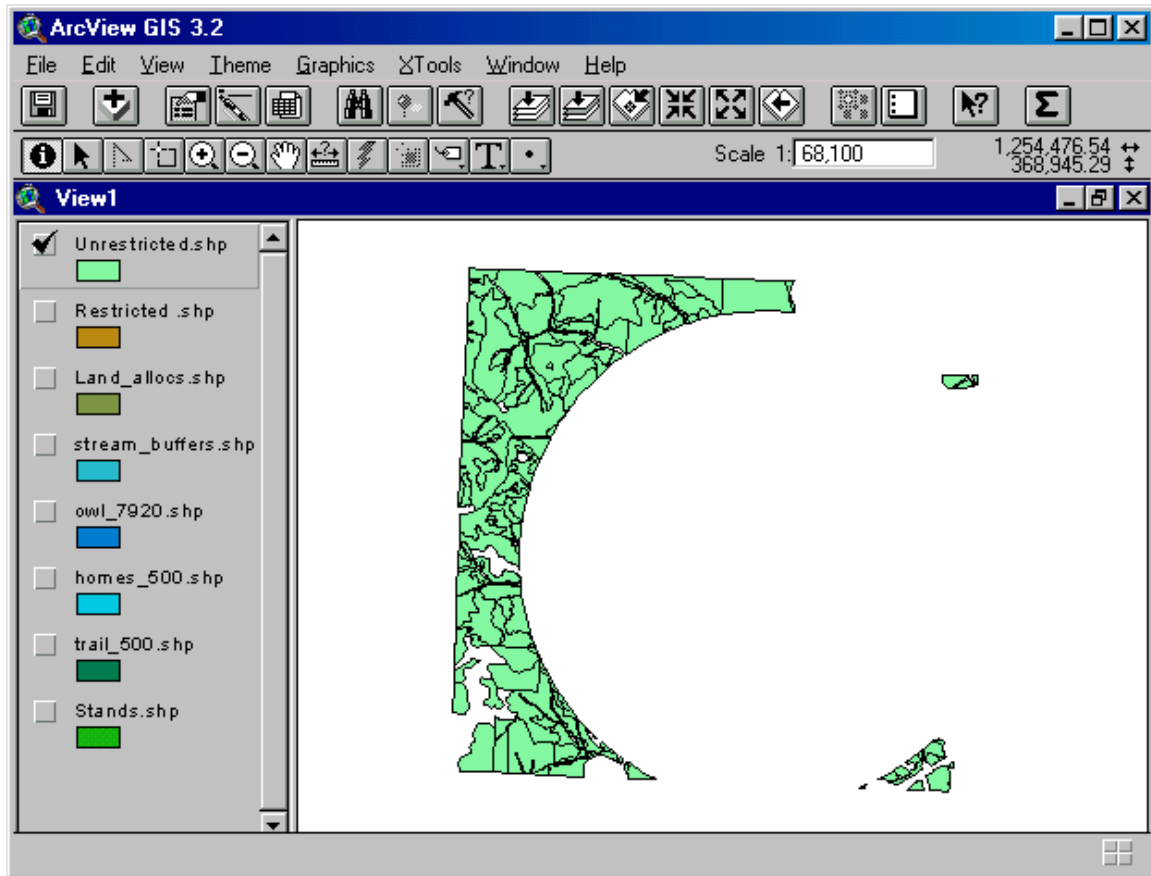 ArcView GIS 3.2
File Edit View Theme Graphics XTools Window Help
Scale 1: 68,100
1,254,476.54
368,945.29
View1
Unrestricted.shp
Restricted .shp
Land_allocs.shp
stream_buffers.shp
owl_7920.shp
homes_500.shp
trail_500.shp
Stands.shp